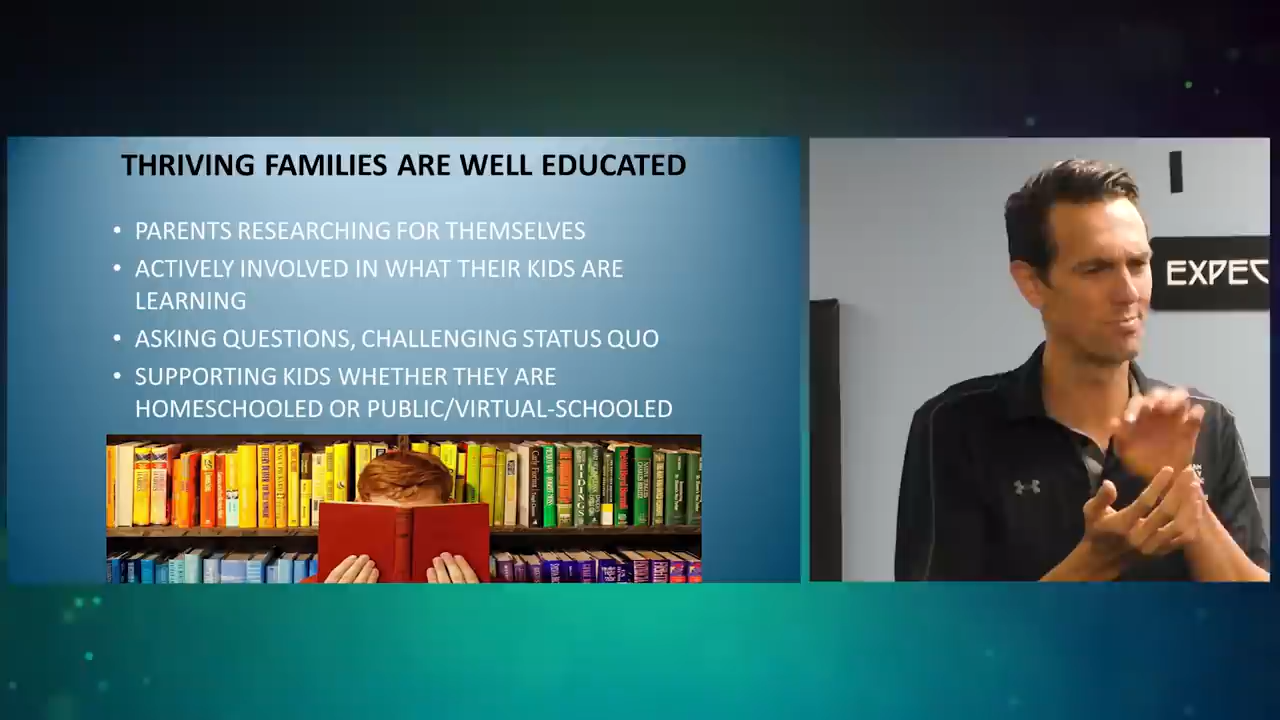 THRIVING FAMILIES ARE WELL EDUCATED
• PARENTS RESEARCHING FOR THEMSELVES
• ACTIVELY INVOLVED IN WHAT THEIR KIDS ARE
LEARNING
• ASKING QUESTIONS, CHALLENGING STATUS QUO
• SUPPORTING KIDS WHETHER THEY ARE
HOMESCHOOLED OR PUBLIC/VIRTUAL-SCHOOLED
TIDINGS
EXPEC